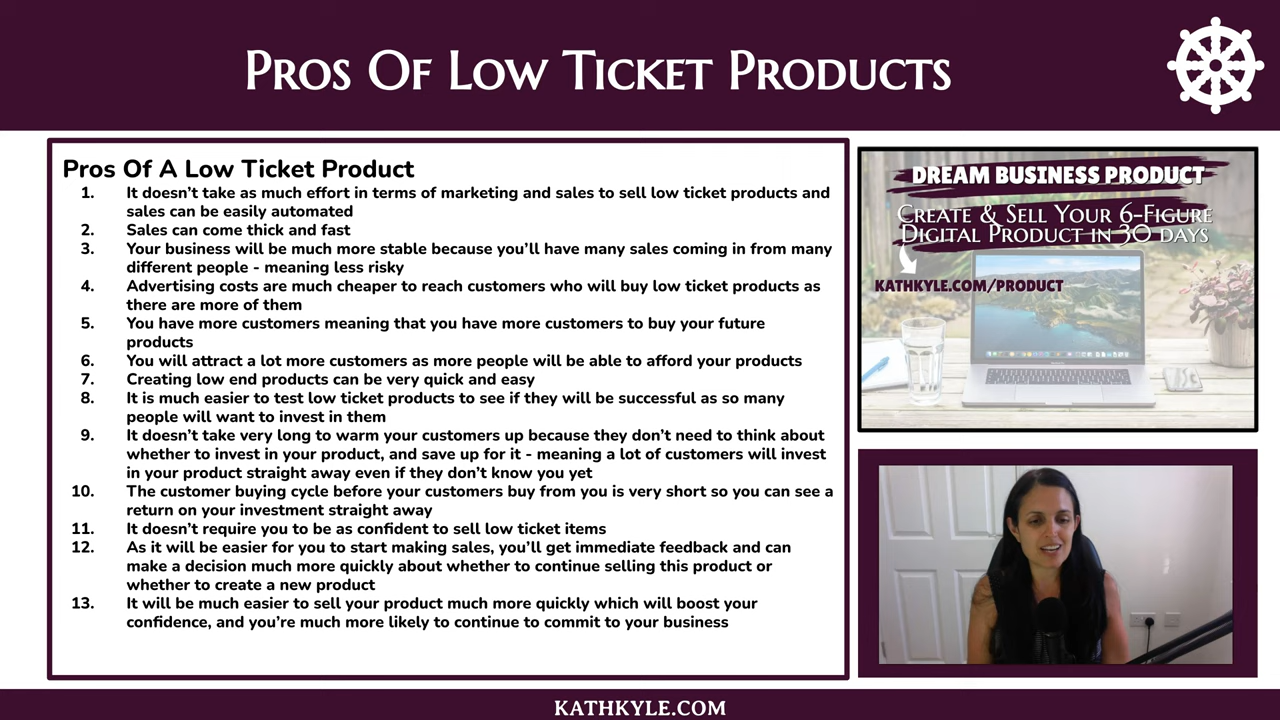 Pros Of Low Ticket Products
Pros Of A Low Ticket Product
1. It doesn't take as much effort in terms of marketing and sales to sell low ticket products and
sales can be easily automated
2. Sales can come thick and fast
3. Your business will be much more stable because you'll have many sales coming in from many
different people - meaning less risky
4. Advertising costs are much cheaper to reach customers who will buy low ticket products as
there are more of them
5. You have more customers meaning that you have more customers to buy your future
products
6. You will attract a lot more customers as more people will be able to afford your products
7. Creating low end products can be very quick and easy
8. It is much easier to test low ticket products to see if they will be successful as so many
people will want to invest in them
9. It doesn't take very long to warm your customers up because they don't need to think about
whether to invest in your product, and save up for it - meaning a lot of customers will invest
in your product straight away even if they don't know you yet
10. The customer buying cycle before your customers buy from you is very short so you can see a
return on your investment straight away
11. It doesn't require you to be as confident to sell low ticket items
12. As it will be easier for you to start making sales, you'll get immediate feedback and can
make a decision much more quickly about whether to continue selling this product or
whether to create a new product
13. It will be much easier to sell your product much more quickly which will boost your
confidence, and you're much more likely to continue to commit to your business
DREAM BUSINESS PRODUCT
Create & Sell Your 6-Figure
Digital Product in 30 days
KATHKYLE.COM/PRODUCT
KATHKYLE.COM